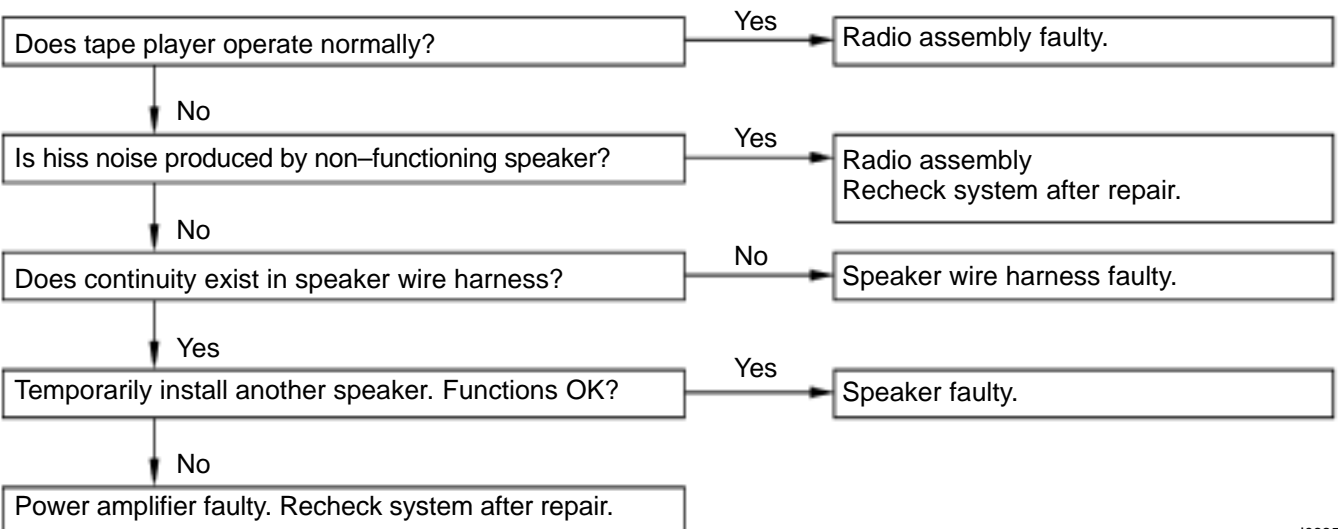 Does tape player operate normally?
Yes
Radio assembly faulty.
No
Is hiss noise produced by non–functioning speaker?
Yes
Radio assembly
Recheck system after repair.
No
Does continuity exist in speaker wire harness?
No
Speaker wire harness faulty.
Yes
Temporarily install another speaker. Functions OK?
Yes
Speaker faulty.
No
Power amplifier faulty. Recheck system after repair.